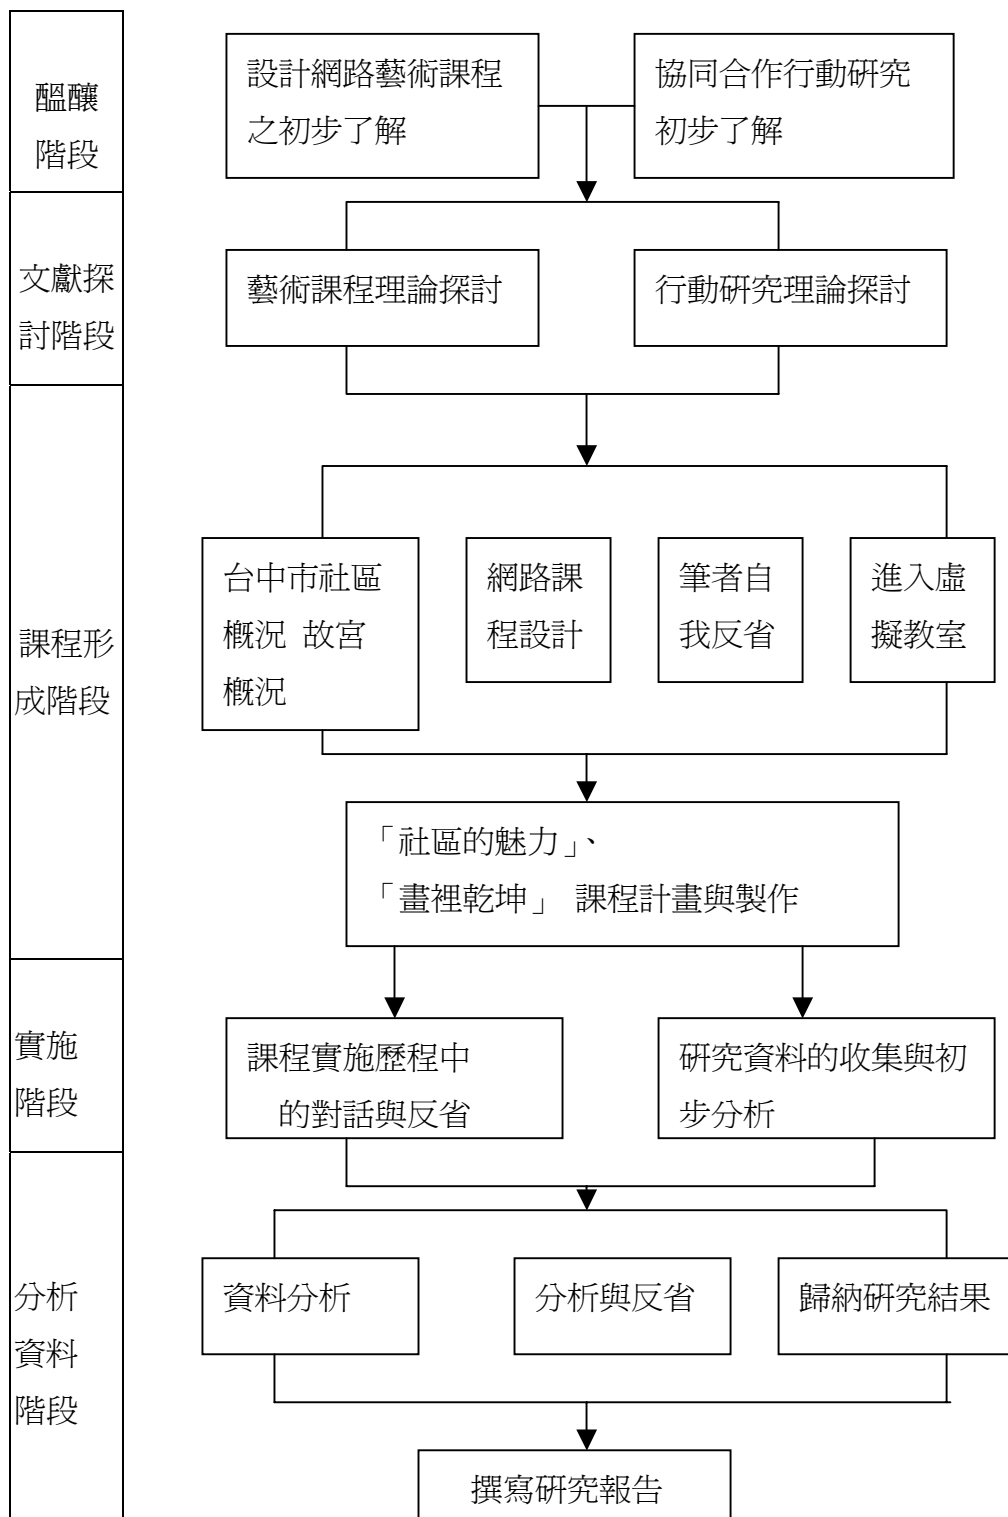 醞釀
階段
設計網路藝術課程
之初步了解
協同合作行動研究
初步了解
文獻探
討階段
藝術課程理論探討
行動研究理論探討
課程形
成階段
台中市社區
概況 故宮
概況
網路課
程設計
筆者自
我反省
進入虛
擬教室
「社區的魅力」、
「畫裡乾坤」 課程計畫與製作
實施
階段
課程實施歷程中
的對話與反省
研究資料的收集與初
步分析
分析
資料
階段
資料分析
分析與反省
歸納研究結果
撰寫研究報告